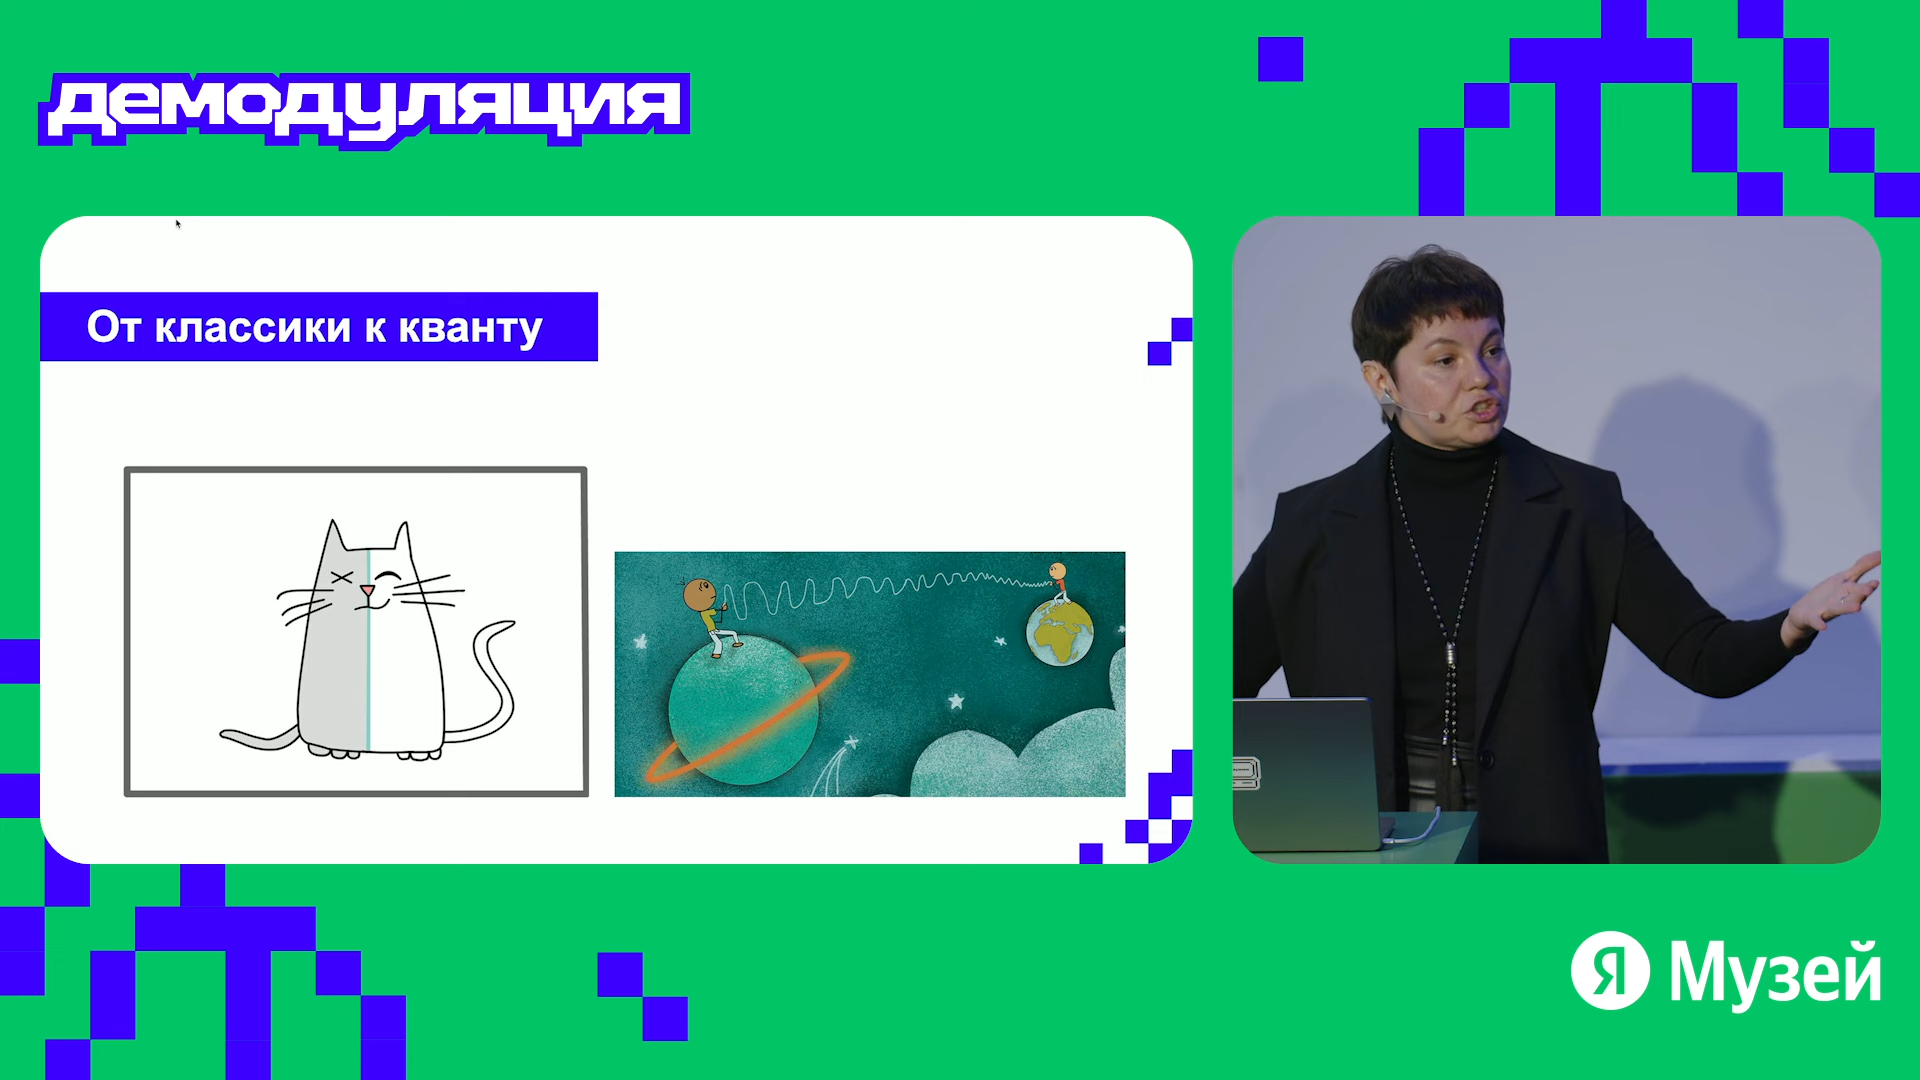 демодуляция
От классики к кванту
Я Музей